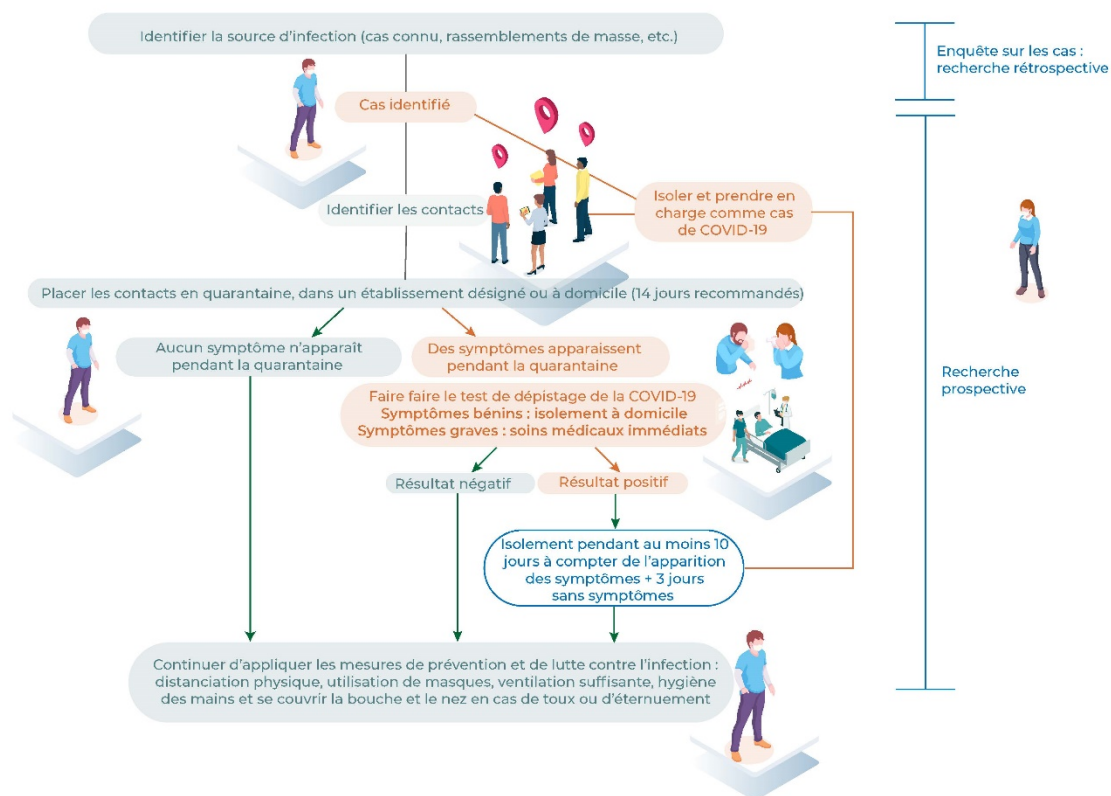 Identifier la source d'infection (cas connu, rassemblements de masse, etc.)
Enquête sur les cas :
recherche rétrospective
Cas identifié
Identifier les contacts
Isoler et prendre en
charge comme cas
de COVID-19
Placer les contacts en quarantaine, dans un établissement désigné ou à domicile (14 jours recommandés)
Aucun symptôme n'apparaît
pendant la quarantaine
Des symptômes apparaissent
pendant la quarantaine
Recherche
prospective
Faire faire le test de dépistage de la COVID-19
Symptômes bénins : isolement à domicile
Symptômes graves : soins médicaux immédiats
Résultat négatif
Résultat positif
Isolement pendant au moins 10
jours à compter de l'apparition
des symptômes + 3 jours
sans symptômes
Continuer d'appliquer les mesures de prévention et de lutte contre l'infection :
distanciation physique, utilisation de masques, ventilation suffisante, hygiène
des mains et se couvrir la bouche et le nez en cas de toux ou d'éternuement